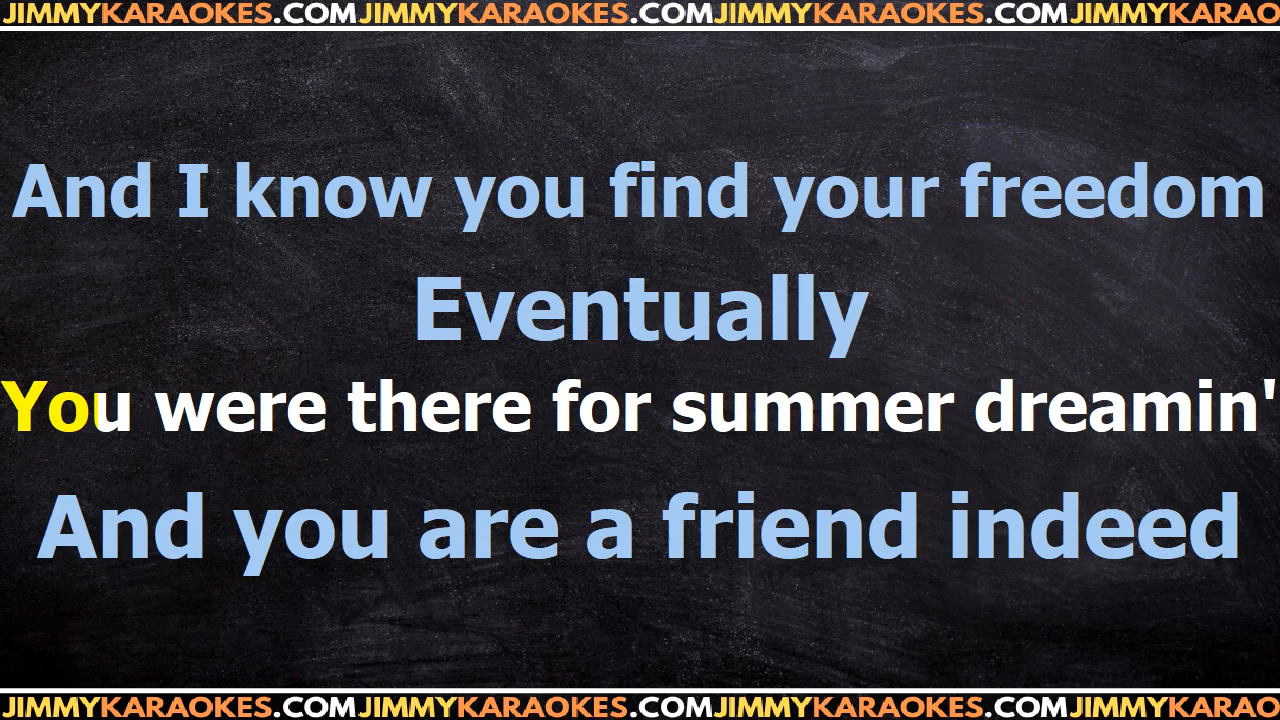 JIMMYKARAOKES.COMJIMMYKARAOKES.COMJIMMYKARAOKES.COMJIMMYKARAO
And I know you find your freedom
Eventually
You were there for summer dreamin'
And you are a friend indeed
JIMMYKARAOKES.COMJIMMYKARAOKES.COMJIMMYKARAOKES.COMJIMMYKARAO